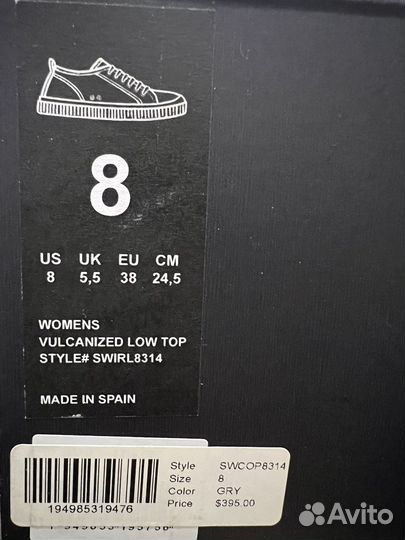 8
US UK EU CM
8 5,5 38 24,5
WOMENS
VULCANIZED LOW TOP
STYLE# SWIRL8314
MADE IN SPAIN
Style SWCOP8314
Size 8
Color GRY
Price $395.00
194985319476
Avito